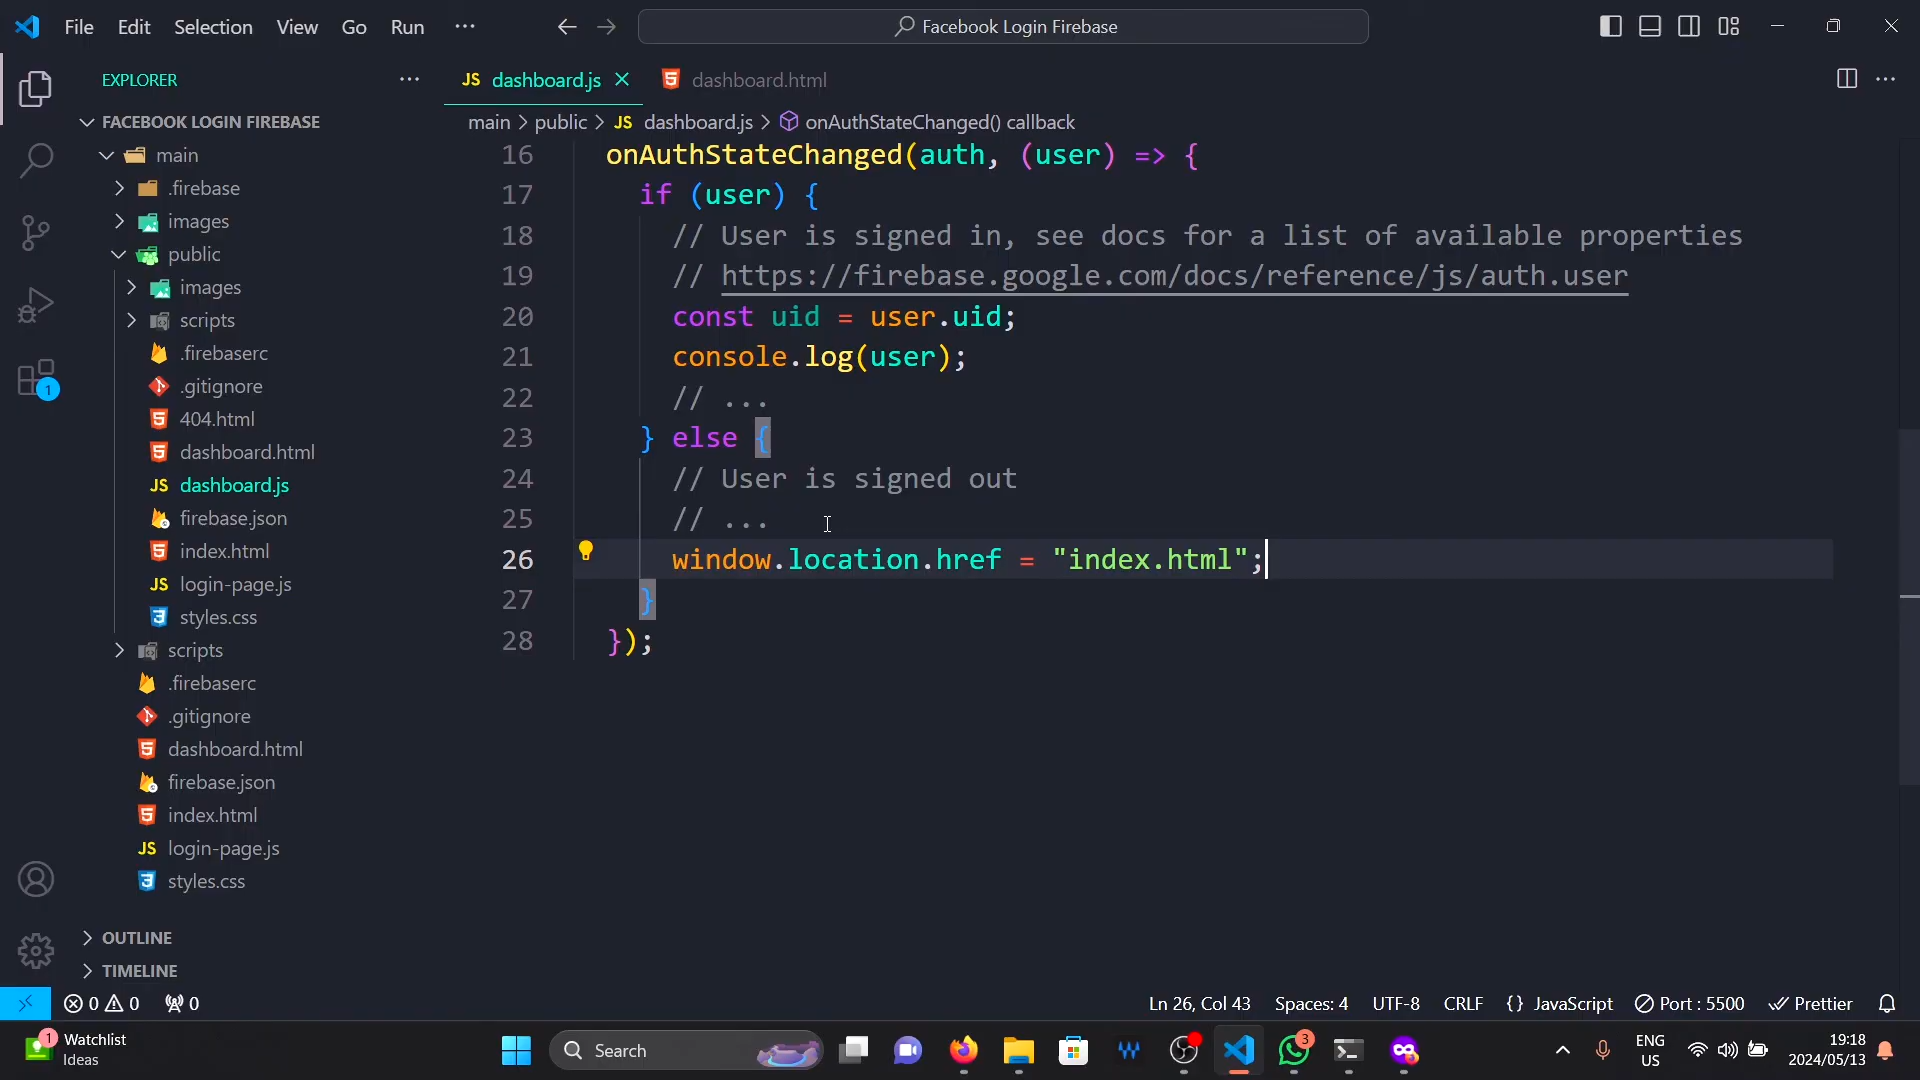 File Edit Selection View Go Run ...
Facebook Login Firebase
EXPLORER ...
JS dashboard.js
dashboard.html
FACEBOOK LOGIN FIREBASE
main > public > JS dashboard.js > onAuthStateChanged() callback
main
.firebase
images
public
images
scripts
.firebaserc
.gitignore
404.html
dashboard.html
JS dashboard.js
firebase.json
index.html
JS login-page.js
styles.css
scripts
.firebaserc
.gitignore
dashboard.html
firebase.json
index.html
JS login-page.js
styles.css
OUTLINE
TIMELINE
1
16 onAuthStateChanged(auth, (user) => {
17 if (user) {
18 // User is signed in, see docs for a list of available properties
19 // https://firebase.google.com/docs/reference/js/auth.user
20 const uid = user.uid;
21 console.log(user);
22 // ...
23 } else {
24 // User is signed out
25 // ...
26 window.location.href = "index.html";
27 }
28 });
0 0 0
Ln 26, Col 43 Spaces: 4 UTF-8 CRLF {} JavaScript Port : 5500 Prettier
1 Watchlist
Ideas
Search
3
ENG
US
19:18
2024/05/13